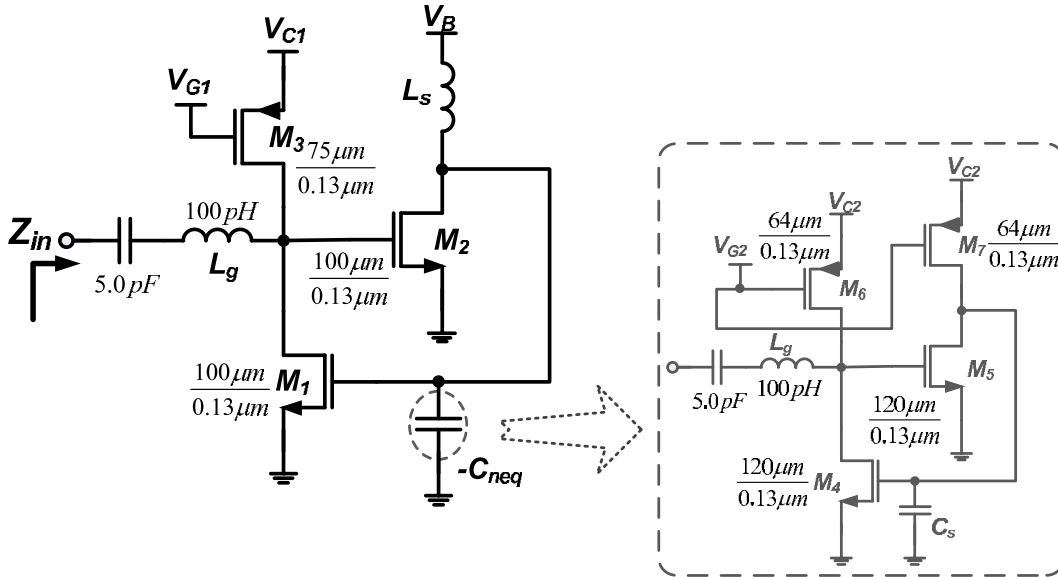 V_B
V_C1
V_G1
L_s
M_3
75μm
0.13μm
100pH
Z_in
L_g
5.0pF
M_2
100μm
0.13μm
100μm
0.13μm
M_1
-C_neq
V_C2
V_C2
64μm
0.13μm
V_G2
M_6
M_7
64μm
0.13μm
L_g
5.0pF
100pH
M_5
120μm
0.13μm
120μm
0.13μm
M_4
C_s